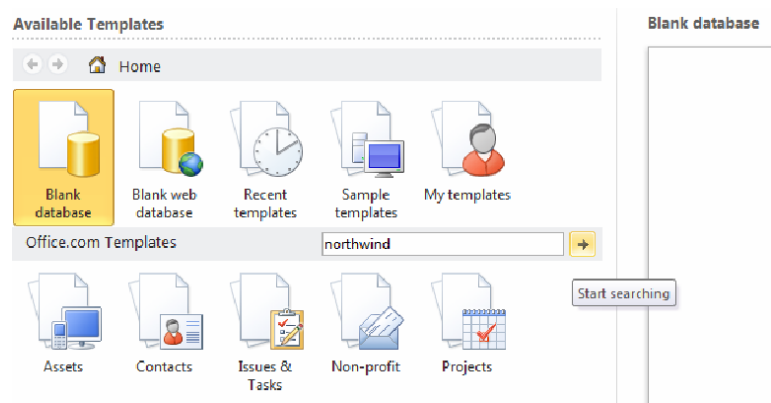 Available Templates
Blank database
Home
Blank
database
Blank web
database
Recent
templates
Sample
templates
My templates
Office.com Templates
northwind
Start searching
Assets
Contacts
Issues &
Tasks
Non-profit
Projects